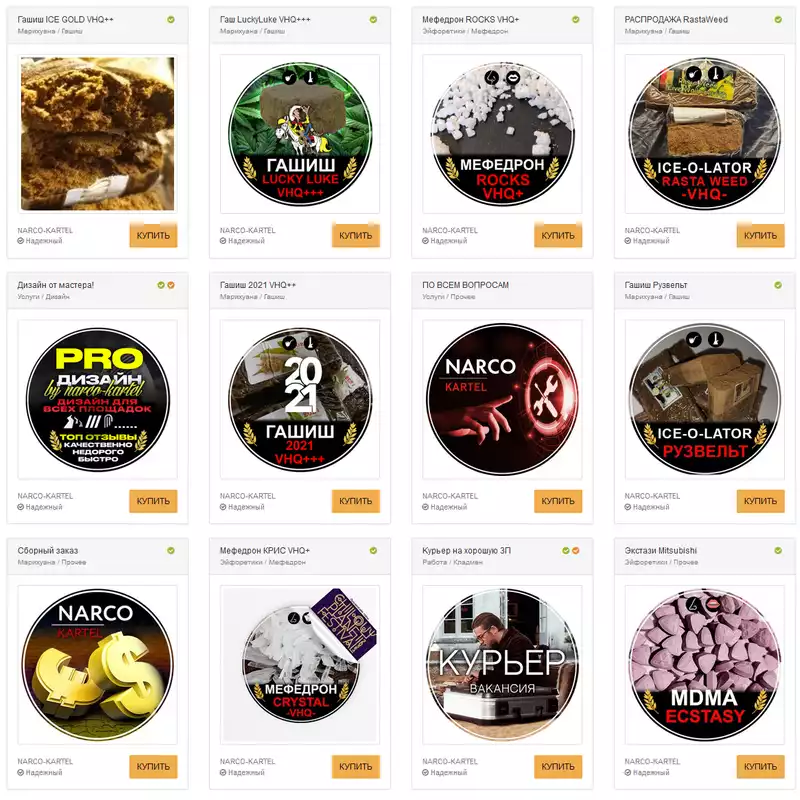 Гашиш ICE GOLD VHQ++
Марихуана / Гашиш
NARCO-KARTEL
Надежный
КУПИТЬ
Гаш LuckyLuke VHQ+++
Марихуана / Гашиш
ГАШИШ
LUCKY LUKE
VHQ+++
NARCO-KARTEL
Надежный
КУПИТЬ
Мефедрон ROCKS VHQ+
Эйфоретики / Мефедрон
МЕФЕДРОН
ROCKS
VHQ+
NARCO-KARTEL
Надежный
КУПИТЬ
РАСПРОДАЖА RastaWeed
Марихуана / Гашиш
ICE-O-LATOR
RASTA WEED
-VHQ-
NARCO-KARTEL
Надежный
КУПИТЬ
Дизайн от мастера!
Услуги / Дизайн
PRO
ДИЗАЙН
by narco-kartel
ДИЗАЙН ДЛЯ
ВСЕХ ПЛОЩАДОК
ТОП ОТЗЫВЫ
КАЧЕСТВЕННО
НЕДОРОГО
БЫСТРО
NARCO-KARTEL
Надежный
КУПИТЬ
Гашиш 2021 VHQ++
Марихуана / Гашиш
20
21
ГАШИШ
2021
VHQ+++
NARCO-KARTEL
Надежный
КУПИТЬ
ПО ВСЕМ ВОПРОСАМ
Услуги / Прочее
NARCO
KARTEL
NARCO-KARTEL
Надежный
КУПИТЬ
Гашиш Рузвельт
Марихуана / Гашиш
ICE-O-LATOR
РУЗВЕЛЬТ
NARCO-KARTEL
Надежный
КУПИТЬ
Сборный заказ
Марихуана / Прочее
NARCO
KARTEL
NARCO-KARTEL
Надежный
КУПИТЬ
Мефедрон КРИС VHQ+
Эйфоретики / Мефедрон
МЕФЕДРОН
CRYSTAL
-VHQ-
NARCO-KARTEL
Надежный
КУПИТЬ
Курьер на хорошую ЗП
Работа / Кладмен
КУРЬЕР
ВАКАНСИЯ
NARCO-KARTEL
Надежный
КУПИТЬ
Экстази Mitsubishi
Эйфоретики / Прочее
MDMA
ECSTASY
NARCO-KARTEL
Надежный
КУПИТЬ